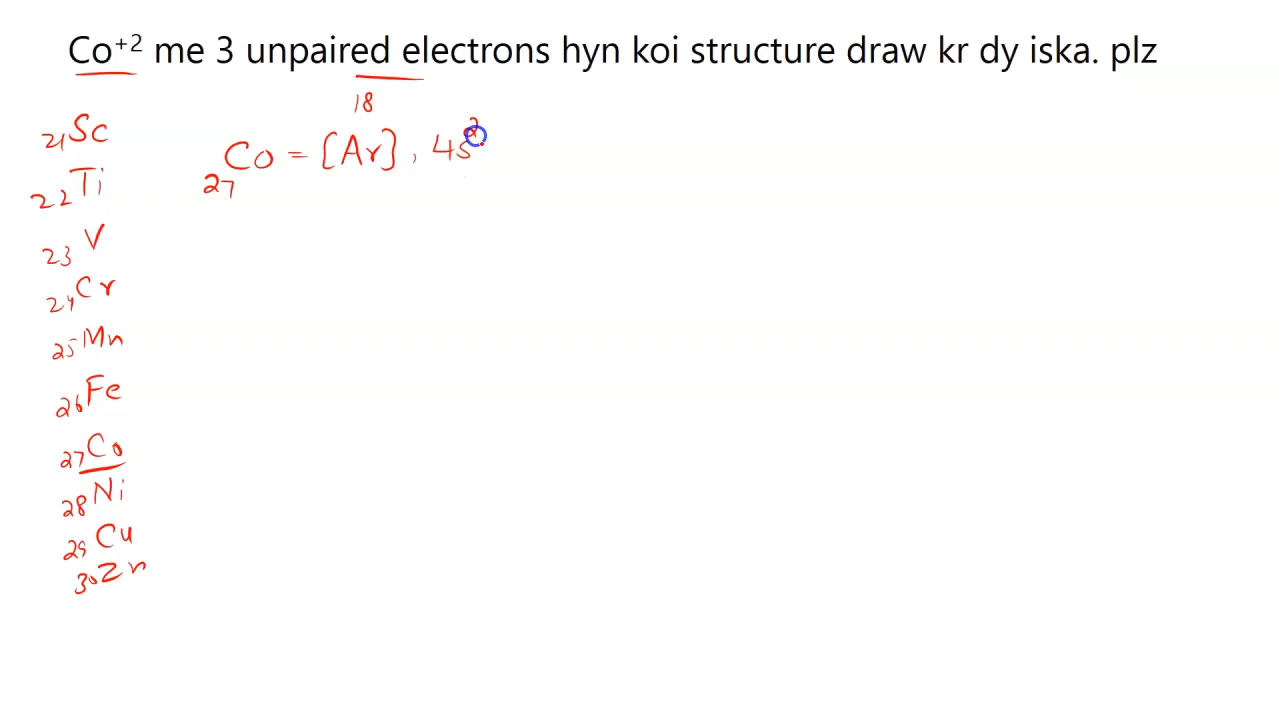 Co⁺² me 3 unpaired electrons hyn koi structure draw kr dy iska. plz
18
₂₇Co = [Ar], 4s²
₂₁Sc
₂₂Ti
₂₃V
₂₄Cr
₂₅Mn
₂₆Fe
₂₇Co
₂₈Ni
₂₉Cu
₃₀Zn